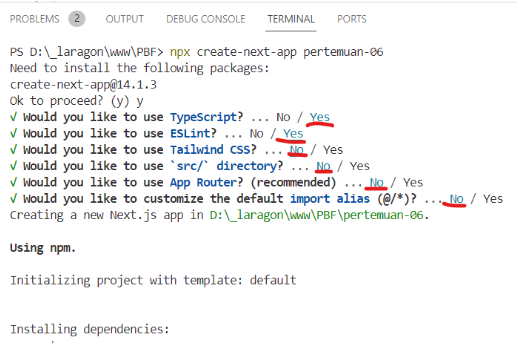 PROBLEMS 2 OUTPUT DEBUG CONSOLE TERMINAL PORTS
PS D:\_laragon\www\PBF> npx create-next-app pertemuan-06
Need to install the following packages:
create-next-app@14.1.3
Ok to proceed? (y) y
√ Would you like to use TypeScript? ... No / Yes
√ Would you like to use ESLint? ... No / Yes
√ Would you like to use Tailwind CSS? ... No / Yes
√ Would you like to use `src/` directory? ... No / Yes
√ Would you like to use App Router? (recommended) ... No / Yes
√ Would you like to customize the default import alias (@/*)? ... No / Yes
Creating a new Next.js app in D:\_laragon\www\PBF\pertemuan-06.
Using npm.
Initializing project with template: default
Installing dependencies: